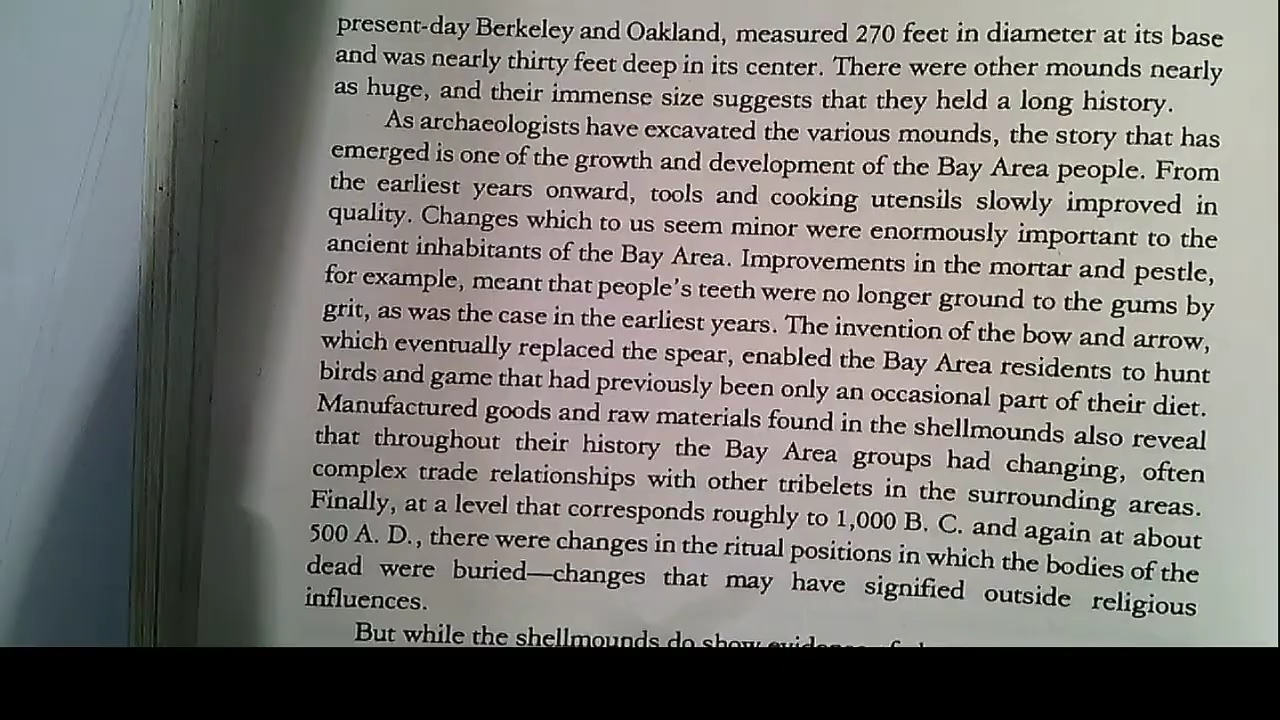 present-day Berkeley and Oakland, measured 270 feet in diameter at its base
and was nearly thirty feet deep in its center. There were other mounds nearly
as huge, and their immense size suggests that they held a long history.
As archaeologists have excavated the various mounds, the story that has
emerged is one of the growth and development of the Bay Area people. From
the earliest years onward, tools and cooking utensils slowly improved in
quality. Changes which to us seem minor were enormously important to the
ancient inhabitants of the Bay Area. Improvements in the mortar and pestle,
for example, meant that people's teeth were no longer ground to the gums by
grit, as was the case in the earliest years. The invention of the bow and arrow,
which eventually replaced the spear, enabled the Bay Area residents to hunt
birds and game that had previously been only an occasional part of their diet.
Manufactured goods and raw materials found in the shellmounds also reveal
that throughout their history the Bay Area groups had changing, often
complex trade relationships with other tribelets in the surrounding areas.
Finally, at a level that corresponds roughly to 1,000 B. C. and again at about
500 A. D., there were changes in the ritual positions in which the bodies of the
dead were buried—changes that may have signified outside religious
influences.
But while the shellmounds do show evidence of